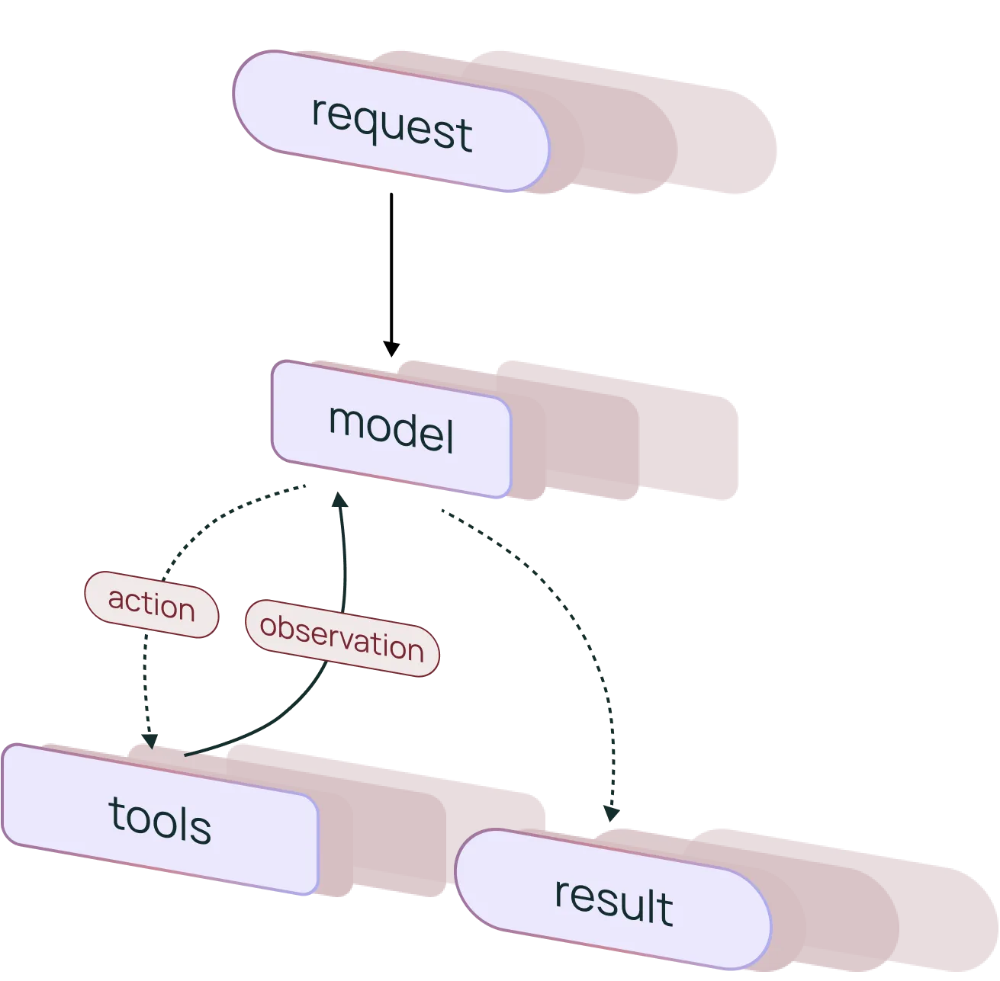 request
model
action
observation
tools
result